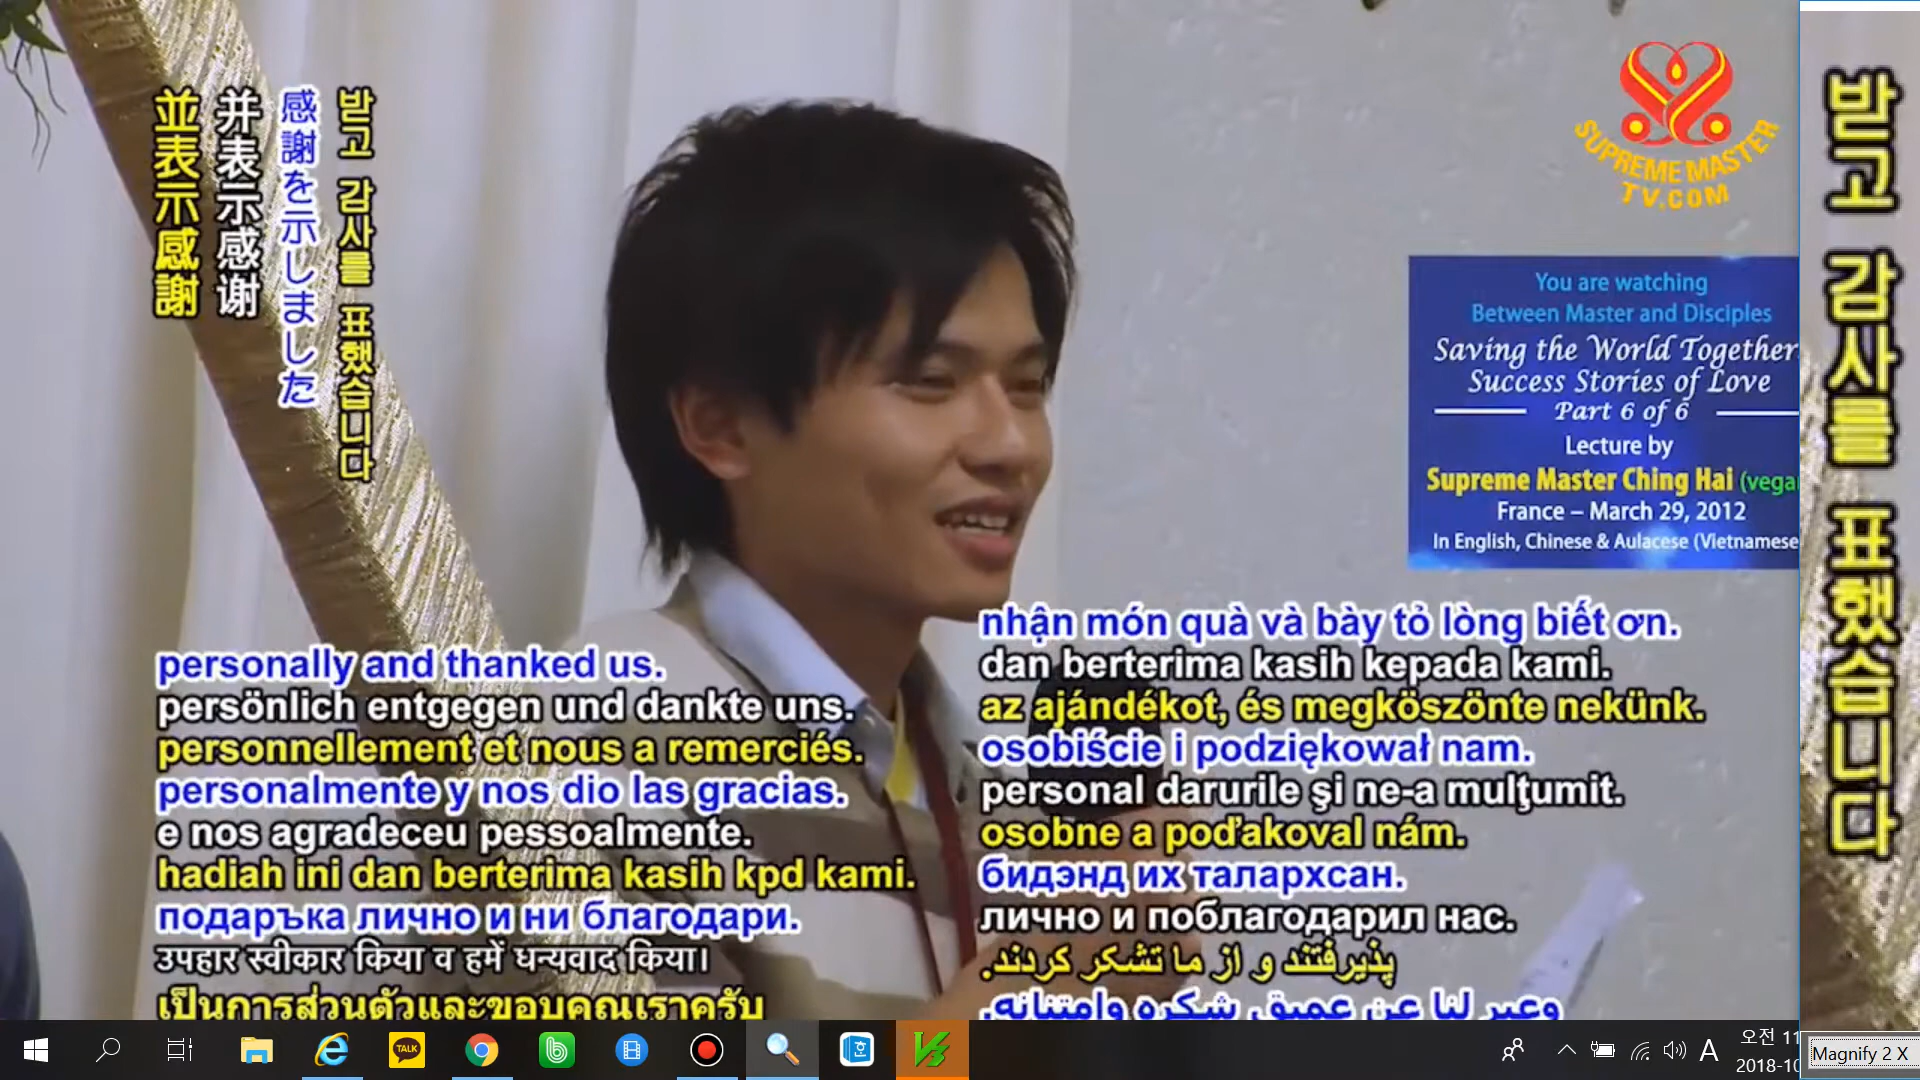 並表示感謝
并表示感谢
感謝を示しました
받고 감사를 표했습니다
SUPREME MASTER
TV.COM
You are watching
Between Master and Disciples
Saving the World Together:
Success Stories of Love
Part 6 of 6
Lecture by
Supreme Master Ching Hai
France – March 29, 2012
In English, Chinese & Aulacese (Vietnamese
personally and thanked us.
persönlich entgegen und dankte uns.
personnellement et nous a remerciés.
personalmente y nos dio las gracias.
e nos agradeceu pessoalmente.
hadiah ini dan berterima kasih kpd kami.
подаръка лично и ни благодари.
उपहार स्वीकार किया व हमें धन्यवाद किया।
เป็นการส่วนตัวและขอบคุณเราครับ
nhận món quà và bày tỏ lòng biết ơn.
dan berterima kasih kepada kami.
az ajándékot, és megköszönte nekünk.
osobiście i podziękował nam.
personal darurile şi ne-a mulţumit.
osobne a poďakoval nám.
бидэнд их талархсан.
лично и поблагодарил нас.
پذیرفتند و از ما تشکر کردند.
وعبر لنا عن عميق شكره وامتنانه.
받고 감사를 표했습니다
TALK
A
오전 11
2018-10
Magnify 2 X